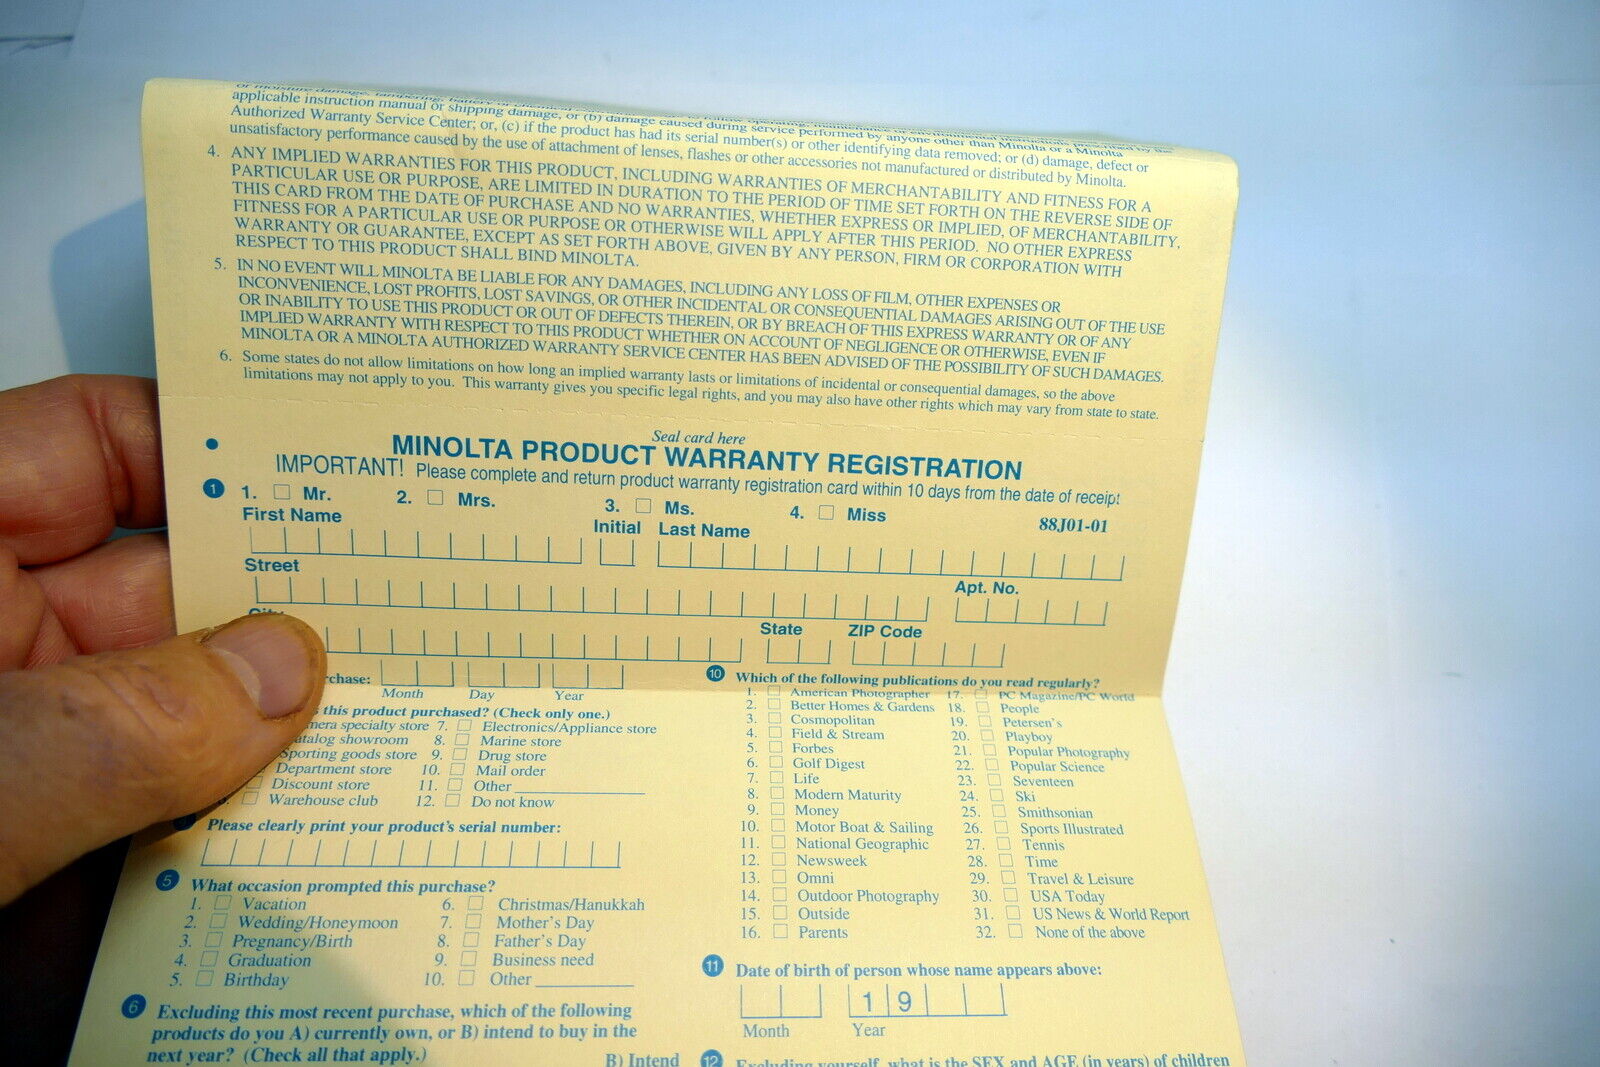 applicable instruction manual or shipping damage, or (b) damage caused during service performed by anyone other than Minolta or a Minolta
Authorized Warranty Service Center; or, (c) if the product has had its serial number(s) or other identifying data removed; or (d) damage, defect or
unsatisfactory performance caused by the use of attachment of lenses, flashes or other accessories not manufactured or distributed by Minolta.
4. ANY IMPLIED WARRANTIES FOR THIS PRODUCT, INCLUDING WARRANTIES OF MERCHANTABILITY AND FITNESS FOR A
PARTICULAR USE OR PURPOSE, ARE LIMITED IN DURATION TO THE PERIOD OF TIME SET FORTH ON THE REVERSE SIDE OF
THIS CARD FROM THE DATE OF PURCHASE AND NO WARRANTIES, WHETHER EXPRESS OR IMPLIED, OF MERCHANTABILITY,
FITNESS FOR A PARTICULAR USE OR PURPOSE OR OTHERWISE WILL APPLY AFTER THIS PERIOD. NO OTHER EXPRESS
WARRANTY OR GUARANTEE, EXCEPT AS SET FORTH ABOVE, GIVEN BY ANY PERSON, FIRM OR CORPORATION WITH
RESPECT TO THIS PRODUCT SHALL BIND MINOLTA.
5. IN NO EVENT WILL MINOLTA BE LIABLE FOR ANY DAMAGES, INCLUDING ANY LOSS OF FILM, OTHER EXPENSES OR
INCONVENIENCE, LOST PROFITS, LOST SAVINGS, OR OTHER INCIDENTAL OR CONSEQUENTIAL DAMAGES ARISING OUT OF THE USE
OR INABILITY TO USE THIS PRODUCT OR OUT OF DEFECTS THEREIN, OR BY BREACH OF THIS EXPRESS WARRANTY OR OF ANY
IMPLIED WARRANTY WITH RESPECT TO THIS PRODUCT WHETHER ON ACCOUNT OF NEGLIGENCE OR OTHERWISE, EVEN IF
MINOLTA OR A MINOLTA AUTHORIZED WARRANTY SERVICE CENTER HAS BEEN ADVISED OF THE POSSIBILITY OF SUCH DAMAGES.
6. Some states do not allow limitations on how long an implied warranty lasts or limitations of incidental or consequential damages, so the above
limitations may not apply to you. This warranty gives you specific legal rights, and you may also have other rights which may vary from state to state.
Seal card here
MINOLTA PRODUCT WARRANTY REGISTRATION
IMPORTANT! Please complete and return product warranty registration card within 10 days from the date of receipt
1 1. Mr. 2. Mrs. 3. Ms. 4. Miss 88J01-01
First Name Initial Last Name
Street Apt. No.
City State ZIP Code
Month Day Year
this product purchased? (Check only one.)
store 7. Electronics/Appliance store
showroom 8. Marine store
Sporting goods store 9. Drug store
Department store 10. Mail order
Discount store 11. Other
Warehouse club 12. Do not know
Please clearly print your product's serial number:
5 What occasion prompted this purchase?
1. Vacation 6. Christmas/Hanukkah
2. Wedding/Honeymoon 7. Mother's Day
3. Pregnancy/Birth 8. Father's Day
4. Graduation 9. Business need
5. Birthday 10. Other
6 Excluding this most recent purchase, which of the following
products do you A) currently own, or B) intend to buy in the
next year? (Check all that apply.)
B) Intend
10 Which of the following publications do you read regularly?
1. American Photographer 17. PC Magazine/PC World
2. Better Homes & Gardens 18. People
3. Cosmopolitan 19. Petersen's
4. Field & Stream 20. Playboy
5. Forbes 21. Popular Photography
6. Golf Digest 22. Popular Science
7. Life 23. Seventeen
8. Modern Maturity 24. Ski
9. Money 25. Smithsonian
10. Motor Boat & Sailing 26. Sports Illustrated
11. National Geographic 27. Tennis
12. Newsweek 28. Time
13. Omni 29. Travel & Leisure
14. Outdoor Photography 30. USA Today
15. Outside 31. US News & World Report
16. Parents 32. None of the above
11 Date of birth of person whose name appears above:
1 9
Month Year
12 Excluding yourself, what is the SEX and AGE (in years) of children